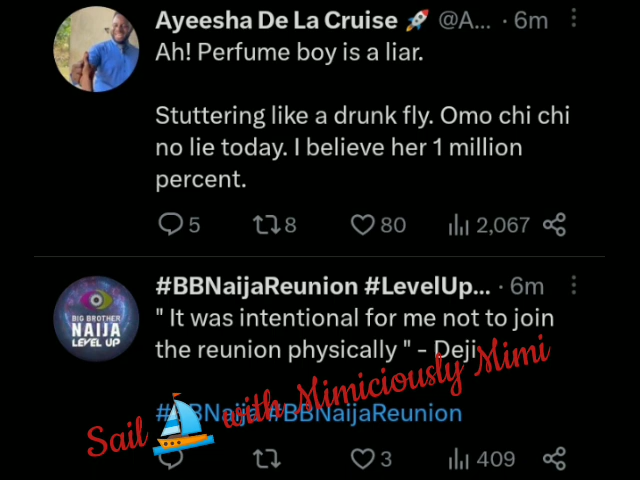 Ayeesha De La Cruise 🚀 @A... · 6m
Ah! Perfume boy is a liar.
Stuttering like a drunk fly. Omo chi chi
no lie today. I believe her 1 million
percent.
5 8 80 2,067
#BBNaijaReunion #LevelUp... · 6m
BIG BROTHER
NAIJA
LEVEL UP
" It was intentional for me not to join
the reunion physically " - Deji
#BBNaija #BBNaijaReunion
Sail ⛵ with Mimiciously Mimi
3 409